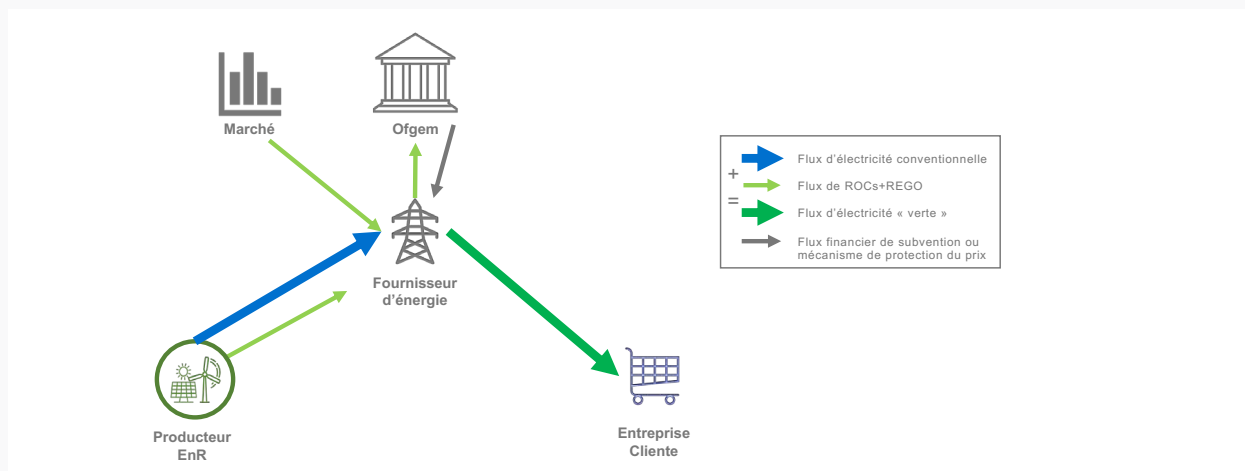 Marché
Ofgem
Fournisseur
d'énergie
Producteur
EnR
Entreprise
Cliente
+
=
Flux d'électricité conventionnelle
Flux de ROCs+REGO
Flux d'électricité « verte »
Flux financier de subvention ou
mécanisme de protection du prix